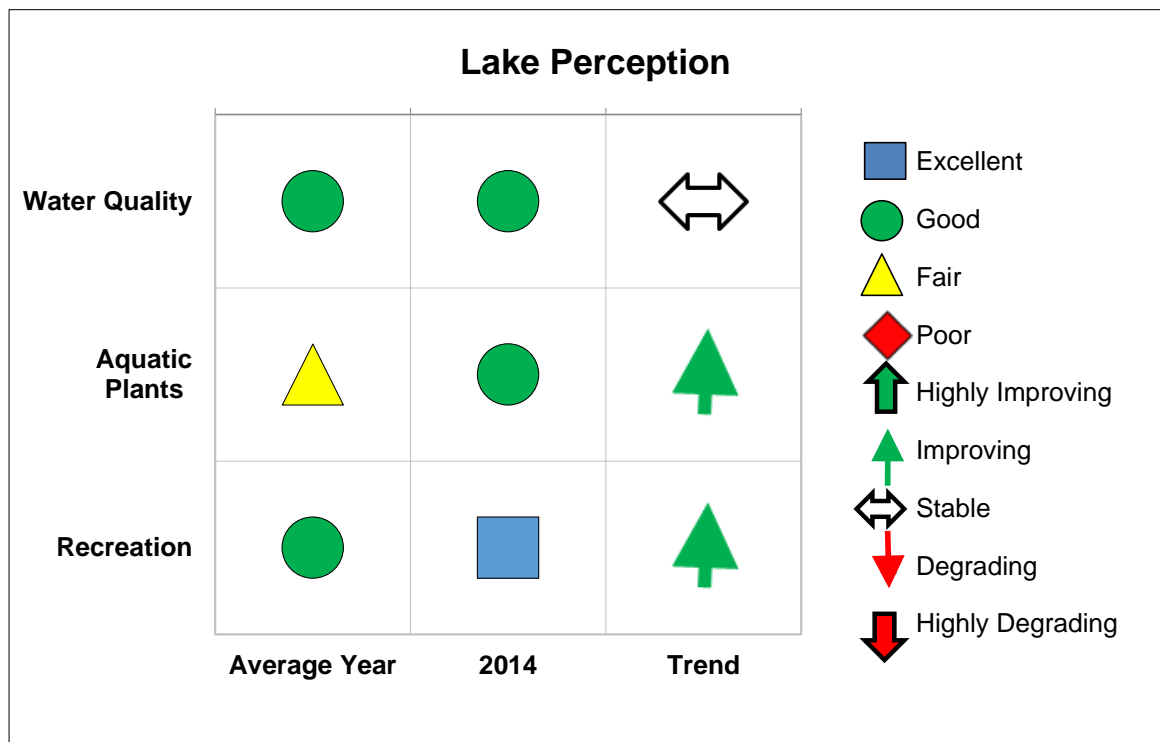 Lake Perception
Water Quality
Aquatic
Plants
Recreation
Average Year
2014
Trend
Excellent
Good
Fair
Poor
Highly Improving
Improving
Stable
Degrading
Highly Degrading